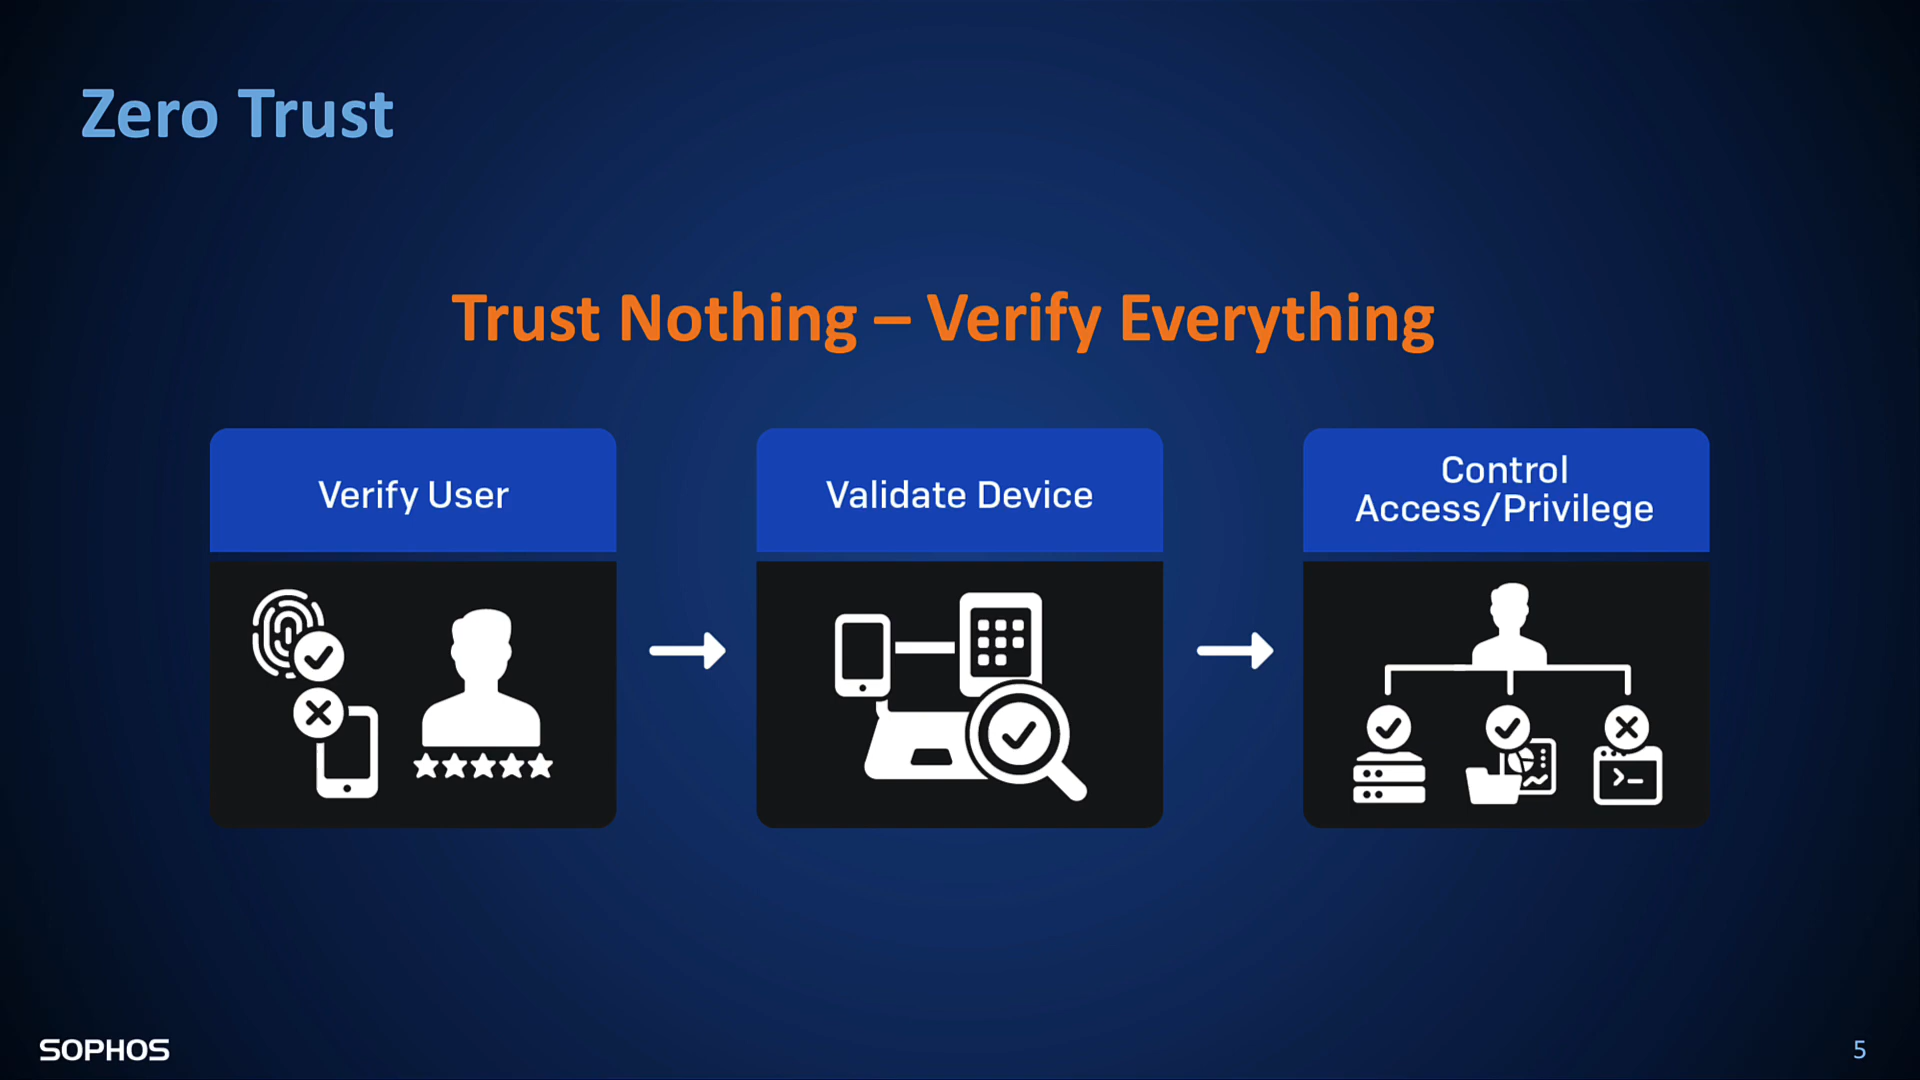 Zero Trust
Trust Nothing – Verify Everything
Verify User
Validate Device
Control
Access/Privilege
SOPHOS
5